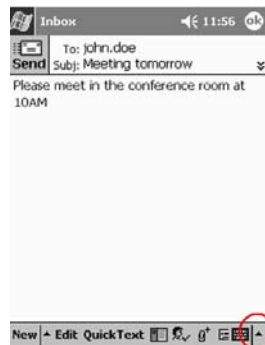 Inbox 11:56 ok
To: john.doe
Send Subj: Meeting tomorrow
Please meet in the conference room at
10AM
New Edit QuickText